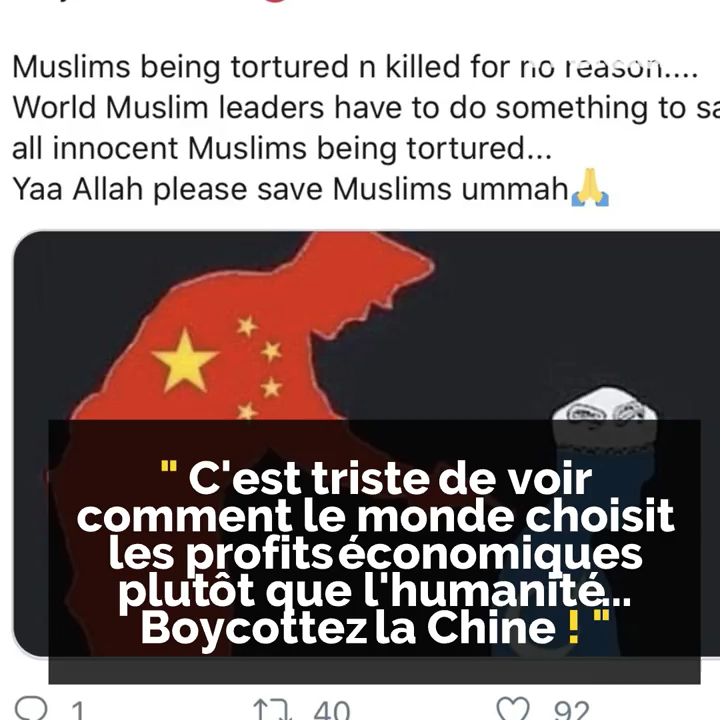 Muslims being tortured n killed for no reason....
World Muslim leaders have to do something to
all innocent Muslims being tortured...
Yaa Allah please save Muslims ummah🙏
" C'est triste de voir
comment le monde choisit
les profits économiques
plutôt que l'humanité...
Boycottez la Chine ! "
1 40 92